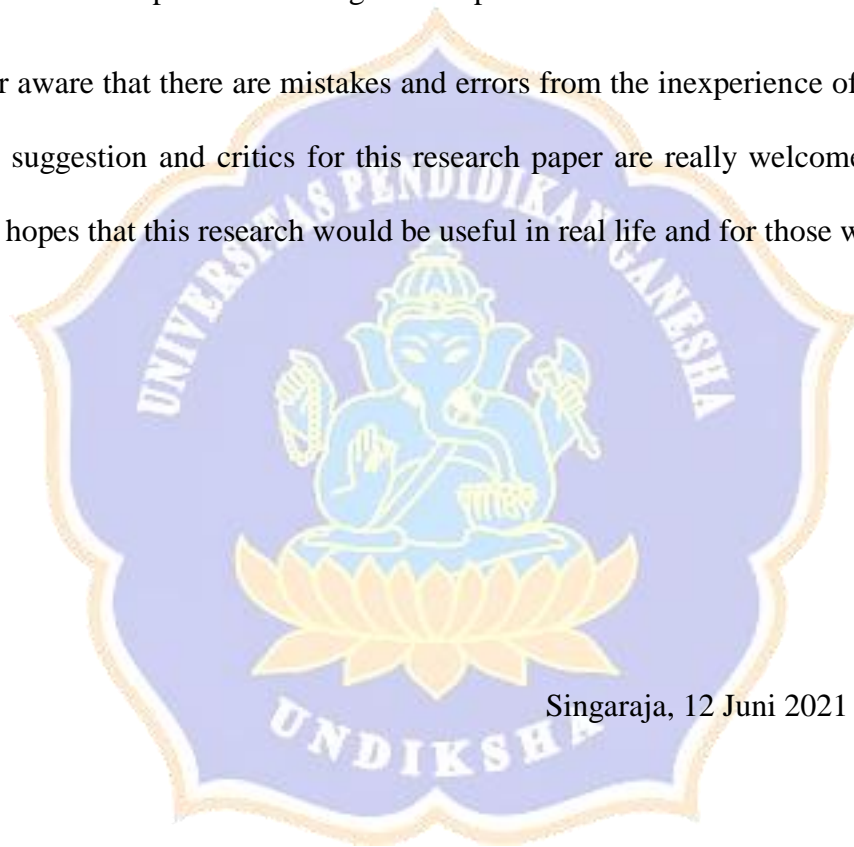 r aware that there are mistakes and errors from the inexperience of
suggestion and critics for this research paper are really welcome
hopes that this research would be useful in real life and for those w
UNIVERSITAS PENDIDIKAN GANESHA
Singaraja, 12 Juni 2021
UNDIKSHA